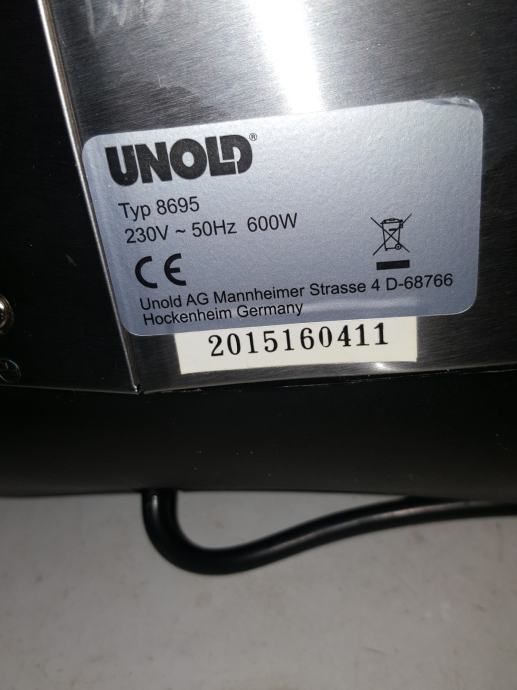 UNOLD®
Typ 8695
230V ~ 50Hz 600W
CE
Unold AG Mannheimer Strasse 4 D-68766
Hockenheim Germany
2015160411